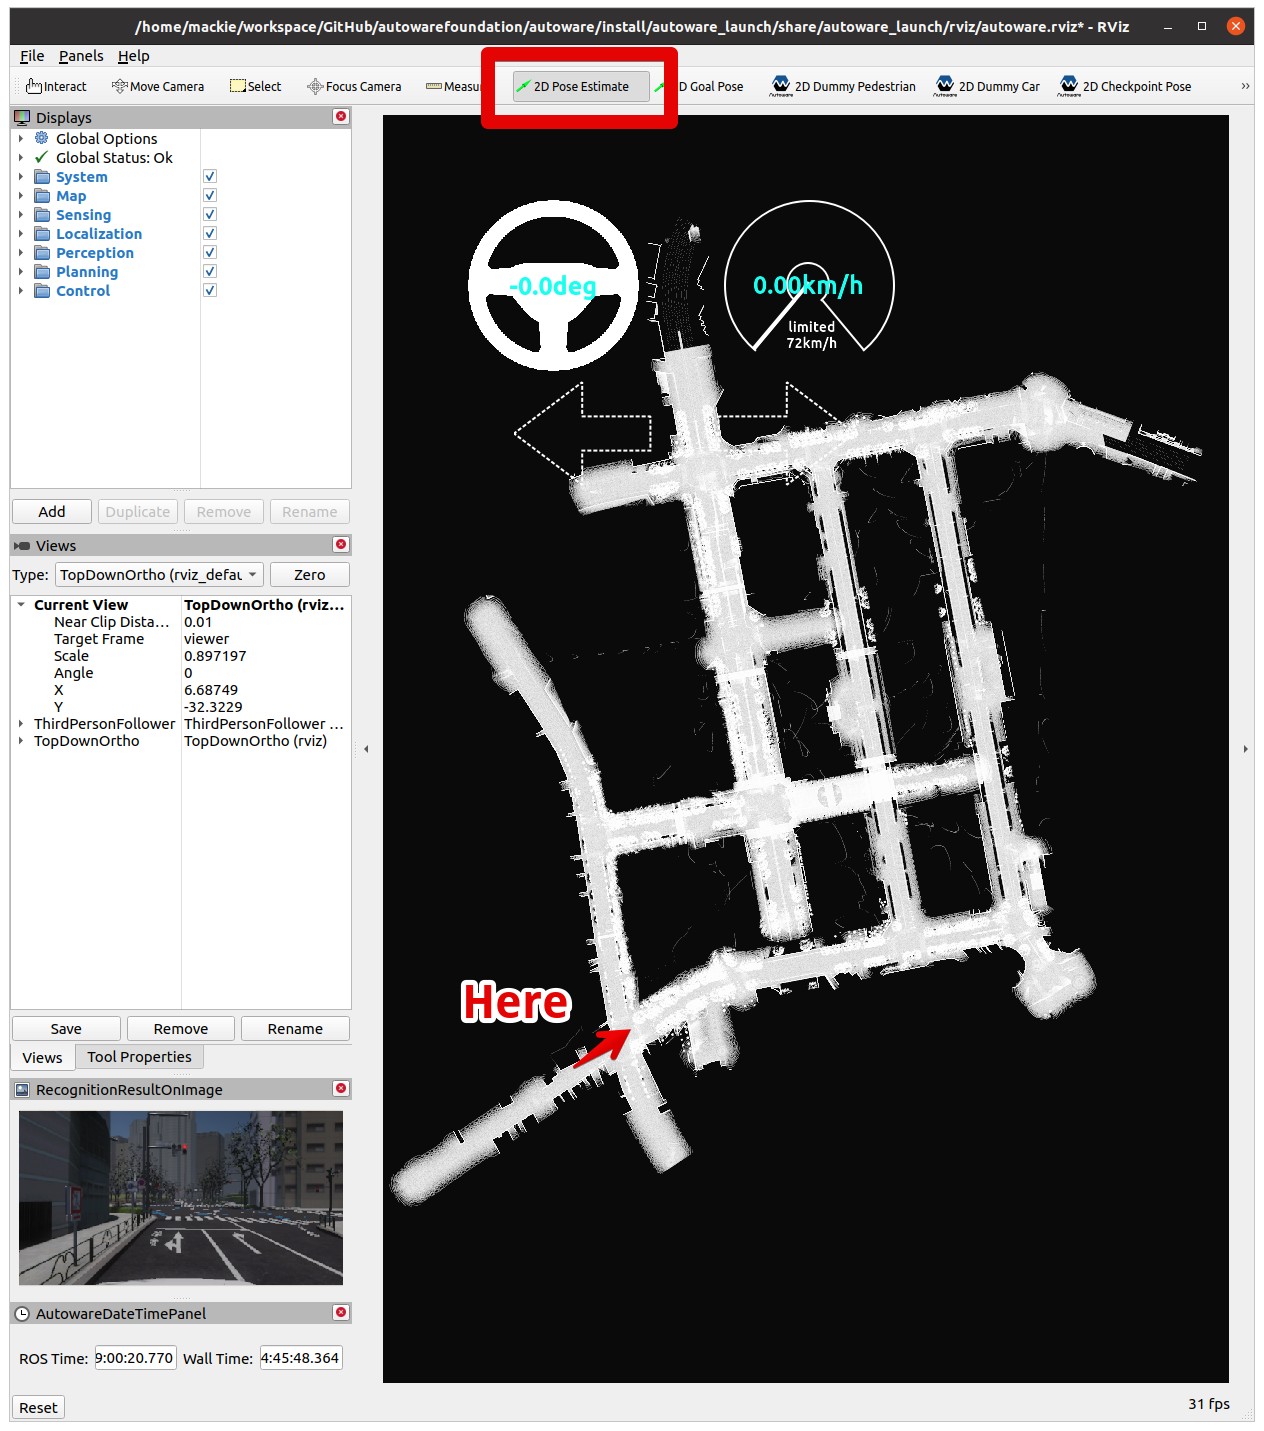 /home/mackie/workspace/GitHub/autowarefoundation/autoware/install/autoware_launch/share/autoware_launch/rviz/autoware.rviz* - RViz
File Panels Help
Interact Move Camera Select Focus Camera Measu 2D Pose Estimate D Goal Pose 2D Dummy Pedestrian 2D Dummy Car 2D Checkpoint Pose »
Autoware Autoware Autoware
Displays
Global Options
Global Status: Ok
System
Map
Sensing
Localization
Perception
Planning
Control
Add Duplicate Remove Rename
Views
Type: TopDownOrtho (rviz_defau Zero
Current View TopDownOrtho (rviz...
Near Clip Dista... 0.01
Target Frame viewer
Scale 0.897197
Angle 0
X 6.68749
Y -32.3229
ThirdPersonFollower ThirdPersonFollower ...
TopDownOrtho TopDownOrtho (rviz)
Save Remove Rename
Views Tool Properties
RecognitionResultOnImage
AutowareDateTimePanel
ROS Time: 9:00:20.770 Wall Time: 4:45:48.364
Reset
-0.0deg
0.00km/h
limited
72km/h
Here
31 fps